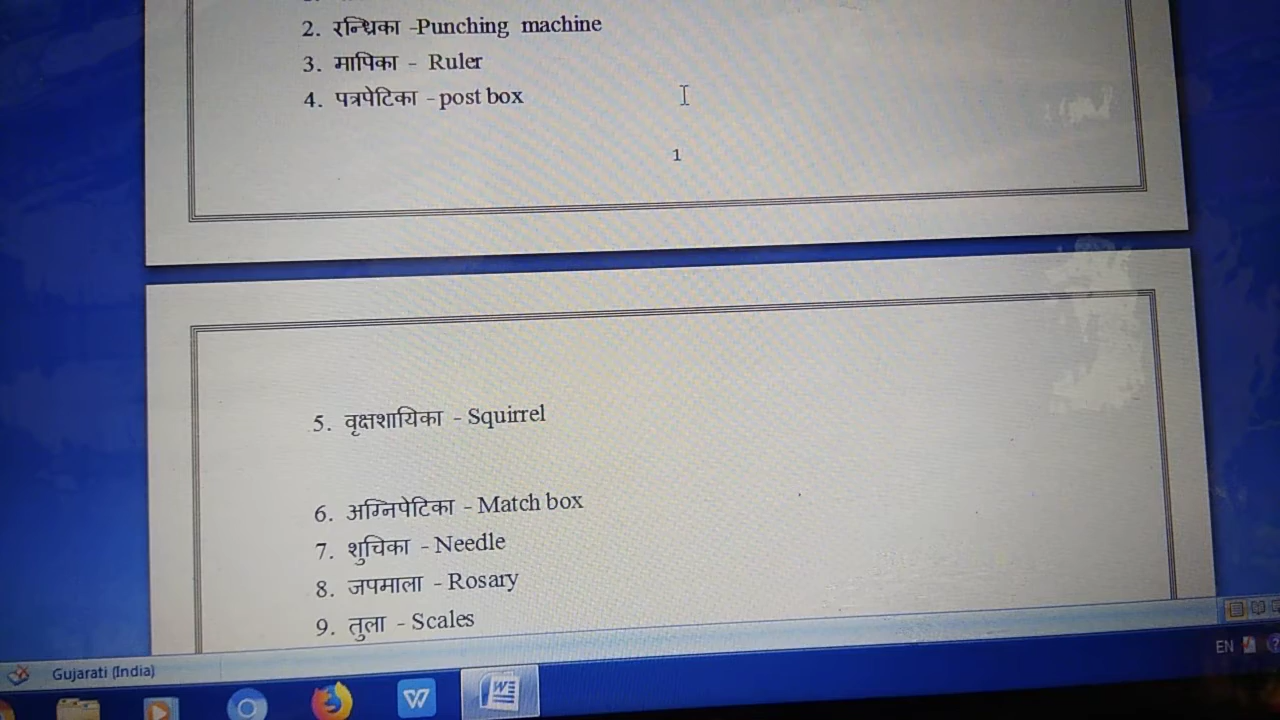 2. रन्ध्रिका -Punching machine
3. मापिका - Ruler
4. पत्रपेटिका - post box
1
5. वृक्षशायिका - Squirrel
6. अग्निपेटिका - Match box
7. शुचिका - Needle
8. जपमाला - Rosary
9. तुला - Scales
Gujarati (India)
EN